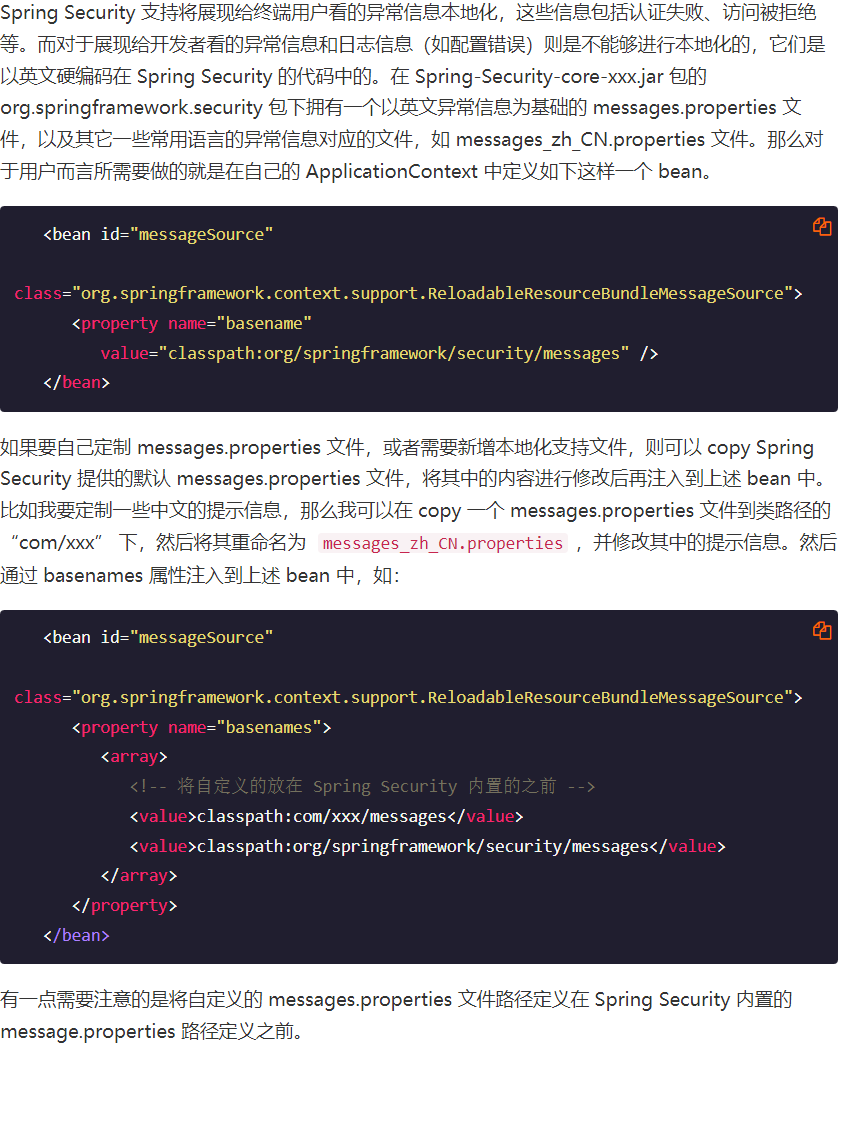 Spring Security 支持将展现给终端用户看的异常信息本地化，这些信息包括认证失败、访问被拒绝
等。而对于展现给开发者看的异常信息和日志信息（如配置错误）则是不能够进行本地化的，它们是
以英文硬编码在 Spring Security 的代码中的。在 Spring-Security-core-xxx.jar 包的
org.springframework.security 包下拥有一个以英文异常信息为基础的 messages.properties 文
件，以及其它一些常用语言的异常信息对应的文件，如 messages_zh_CN.properties 文件。那么对
于用户而言所需要做的就是在自己的 ApplicationContext 中定义如下这样一个 bean。
<bean id="messageSource"
class="org.springframework.context.support.ReloadableResourceBundleMessageSource">
<property name="basename"
value="classpath:org/springframework/security/messages" />
</bean>
如果要自己定制 messages.properties 文件，或者需要新增本地化支持文件，则可以 copy Spring
Security 提供的默认 messages.properties 文件，将其中的内容进行修改后再注入到上述 bean 中。
比如我要定制一些中文的提示信息，那么我可以在 copy 一个 messages.properties 文件到类路径的
“com/xxx” 下，然后将其重命名为 messages_zh_CN.properties ，并修改其中的提示信息。然后
通过 basenames 属性注入到上述 bean 中，如：
<bean id="messageSource"
class="org.springframework.context.support.ReloadableResourceBundleMessageSource">
<property name="basenames">
<array>
<!-- 将自定义的放在 Spring Security 内置的之前 -->
<value>classpath:com/xxx/messages</value>
<value>classpath:org/springframework/security/messages</value>
</array>
</property>
</bean>
有一点需要注意的是将自定义的 messages.properties 文件路径定义在 Spring Security 内置的
message.properties 路径定义之前。